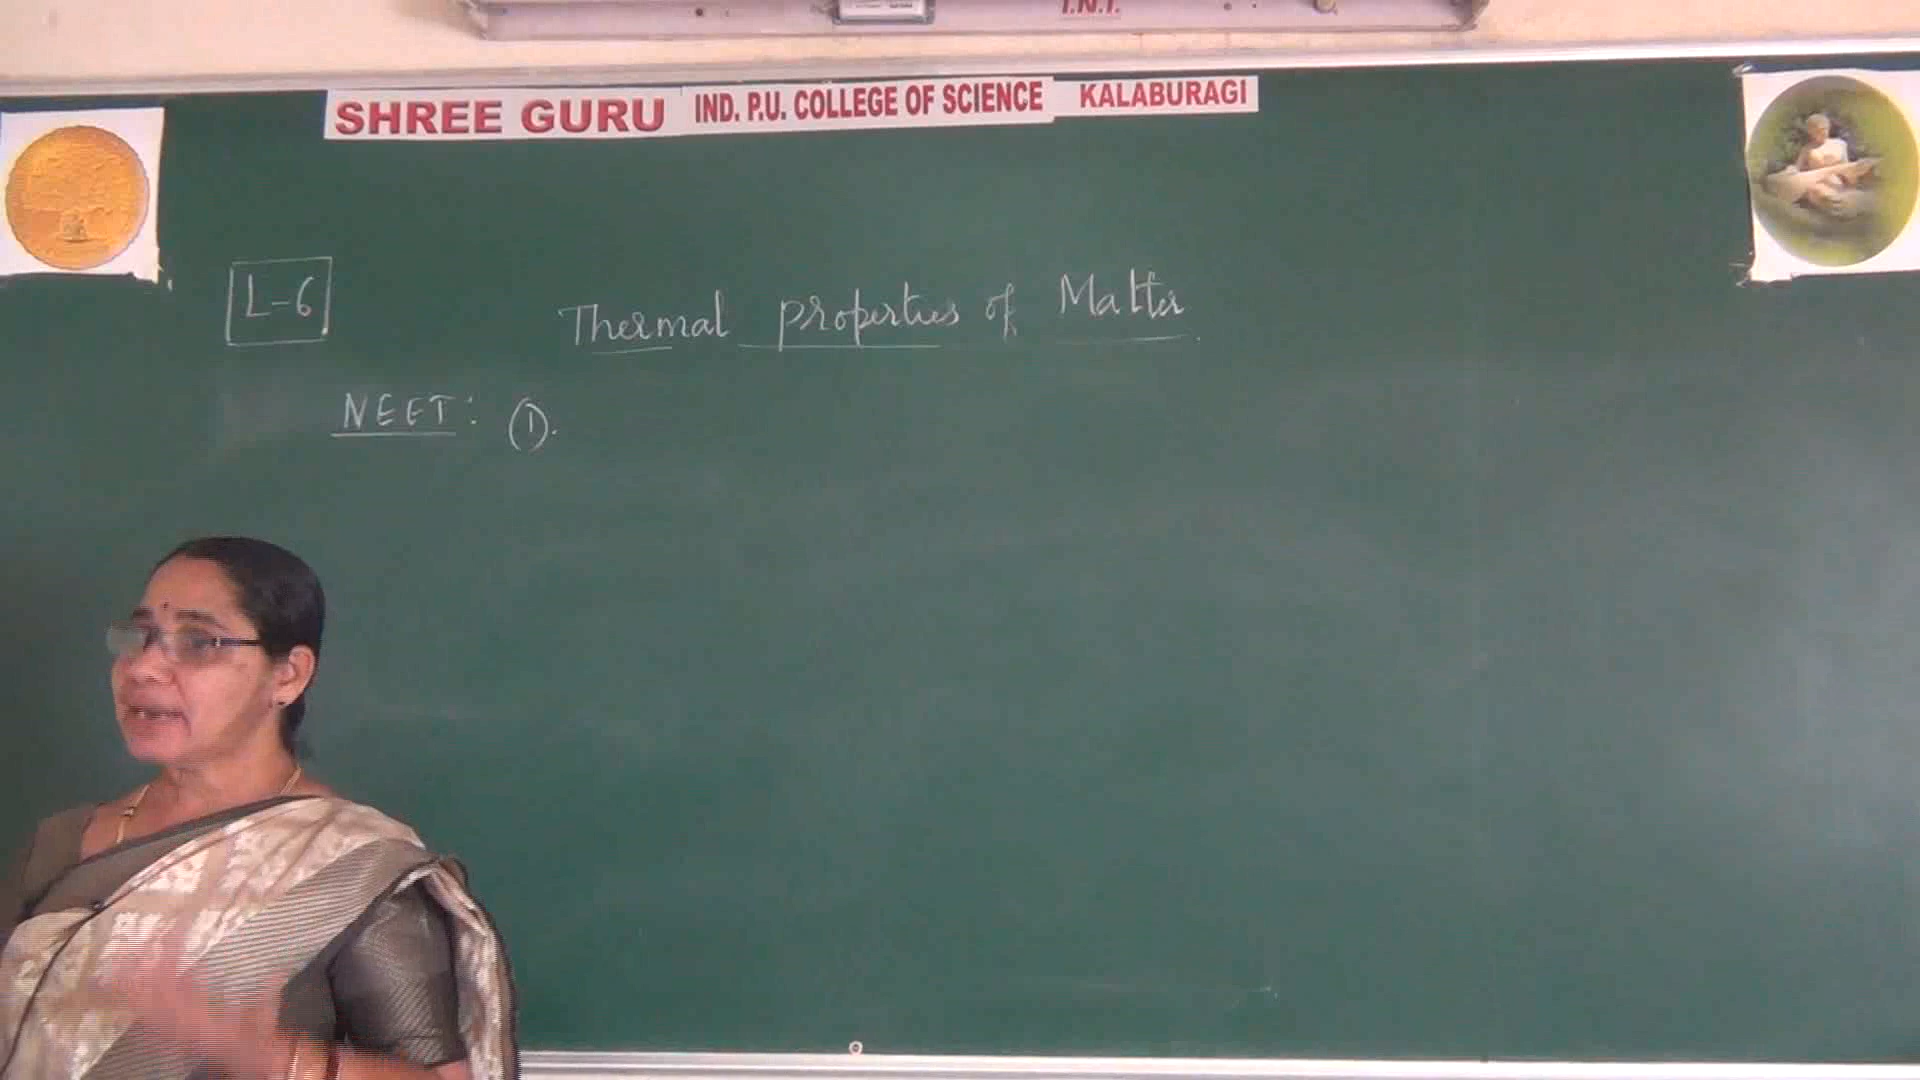 T.N.T.
SHREE GURU IND. P.U. COLLEGE OF SCIENCE KALABURAGI
L-6
Thermal properties of Matter.
NEET: (1).